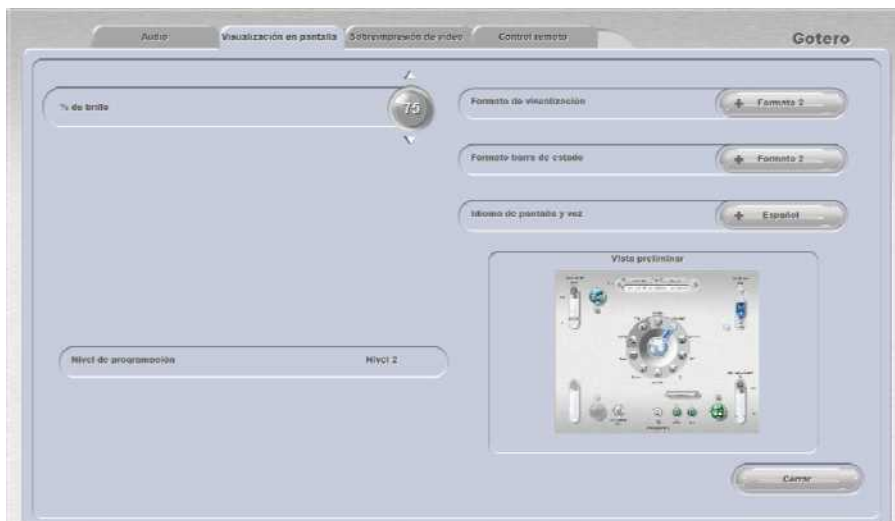 Audio
Visualización en pantalla
Sobreimpresión de video
Control remoto
Gotero
% de brillo
75
Formato de visualización
Formato 2
Formato barra de estado
Formato 2
Idioma de pantalla y voz
Español
Vista preliminar
Nivel de programación
Nivel 2
Cerrar